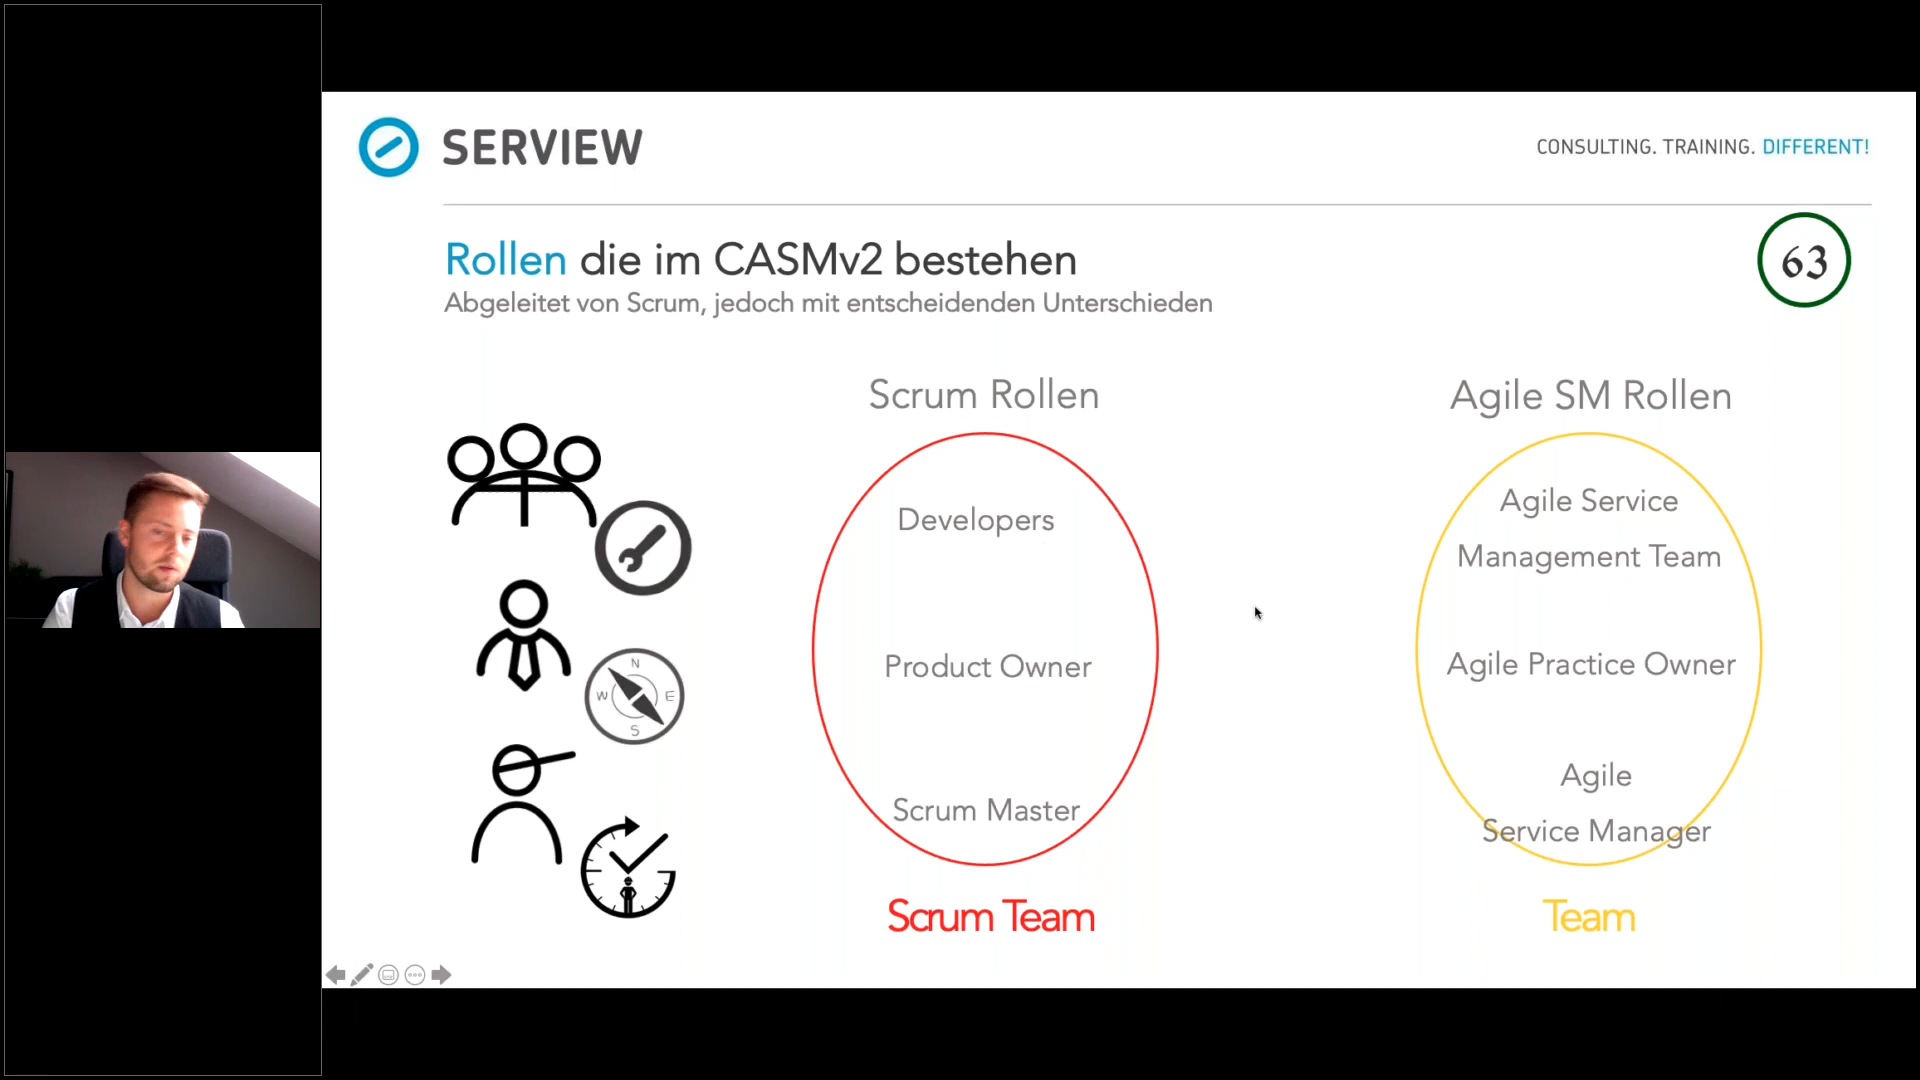 SERVIEW
CONSULTING. TRAINING. DIFFERENT!
Rollen die im CASMv2 bestehen
63
Abgeleitet von Scrum, jedoch mit entscheidenden Unterschieden
Scrum Rollen
Developers
Product Owner
Scrum Master
Scrum Team
Agile SM Rollen
Agile Service
Management Team
Agile Practice Owner
Agile
Service Manager
Team
N
W E
S